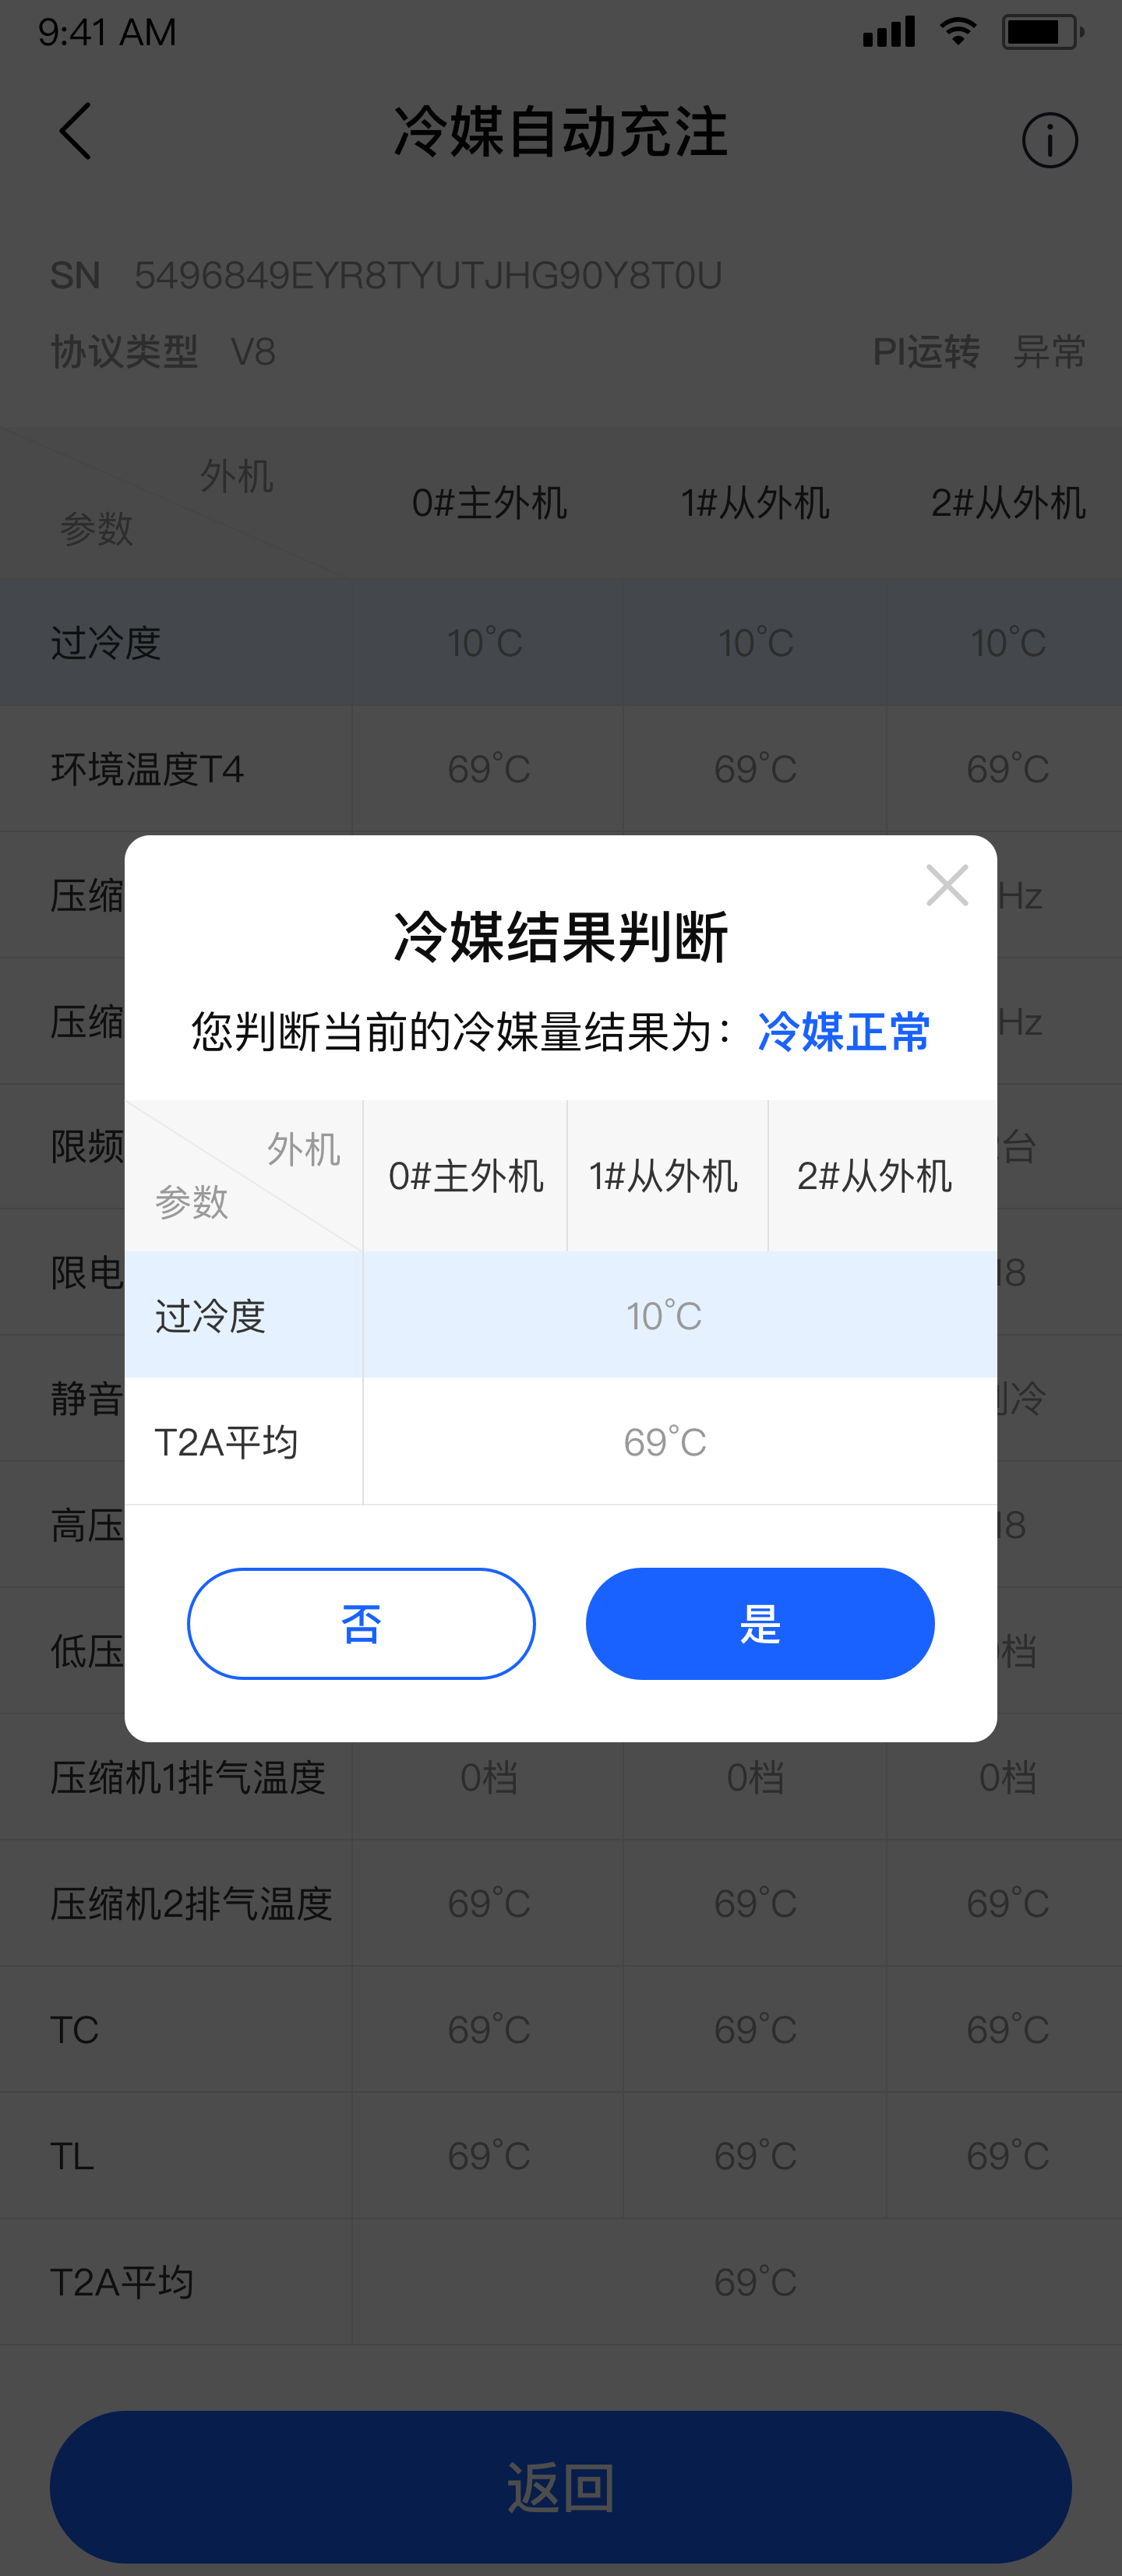 9:41 AM
冷媒自动充注
SN 5496849EYR8TYUTJHG90Y8T0U
协议类型 V8 PI运转 异常
外机
参数
0#主外机 1#从外机 2#从外机
过冷度 10°C 10°C 10°C
环境温度T4 69°C 69°C 69°C
压缩 Hz
压缩 Hz
限频 台
限电 18
静音 冷
高压 18
低压 档
冷媒结果判断
您判断当前的冷媒量结果为：冷媒正常
外机
参数
0#主外机 1#从外机 2#从外机
过冷度 10°C
T2A平均 69°C
否 是
压缩机1排气温度 0档 0档 0档
压缩机2排气温度 69°C 69°C 69°C
TC 69°C 69°C 69°C
TL 69°C 69°C 69°C
T2A平均 69°C
返回